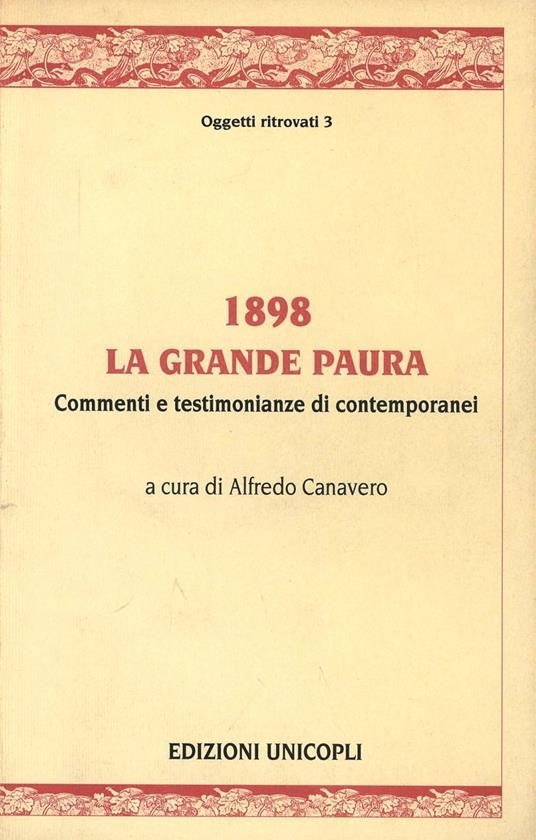 Oggetti ritrovati 3
1898
LA GRANDE PAURA
Commenti e testimonianze di contemporanei
a cura di Alfredo Canavero
EDIZIONI UNICOPLI